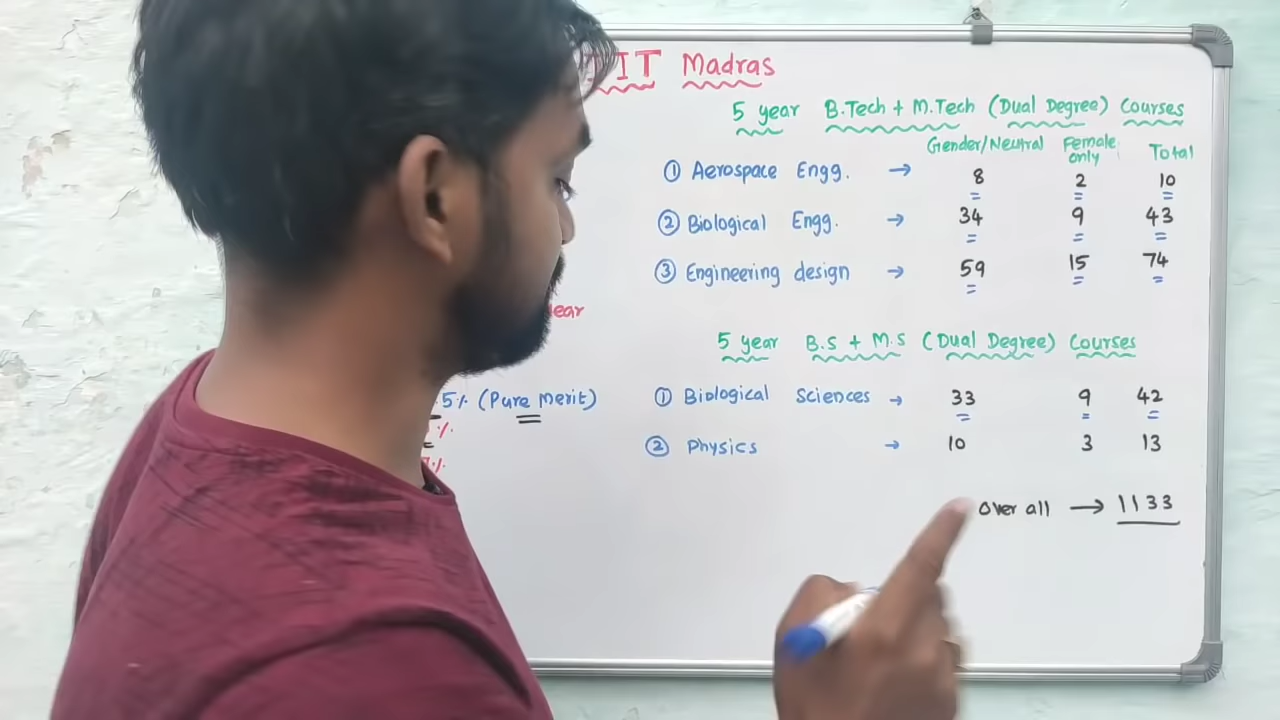 IIT Madras
5 year B.Tech + M.Tech (Dual Degree) Courses
Gender/Neutral Female only Total
① Aerospace Engg. → 8 2 10
② Biological Engg. → 34 9 43
③ Engineering design → 59 15 74
5 year B.S + M.S (Dual Degree) Courses
5% (Pure Merit)
① Biological Sciences → 33 9 42
② Physics → 10 3 13
Over all → 1133